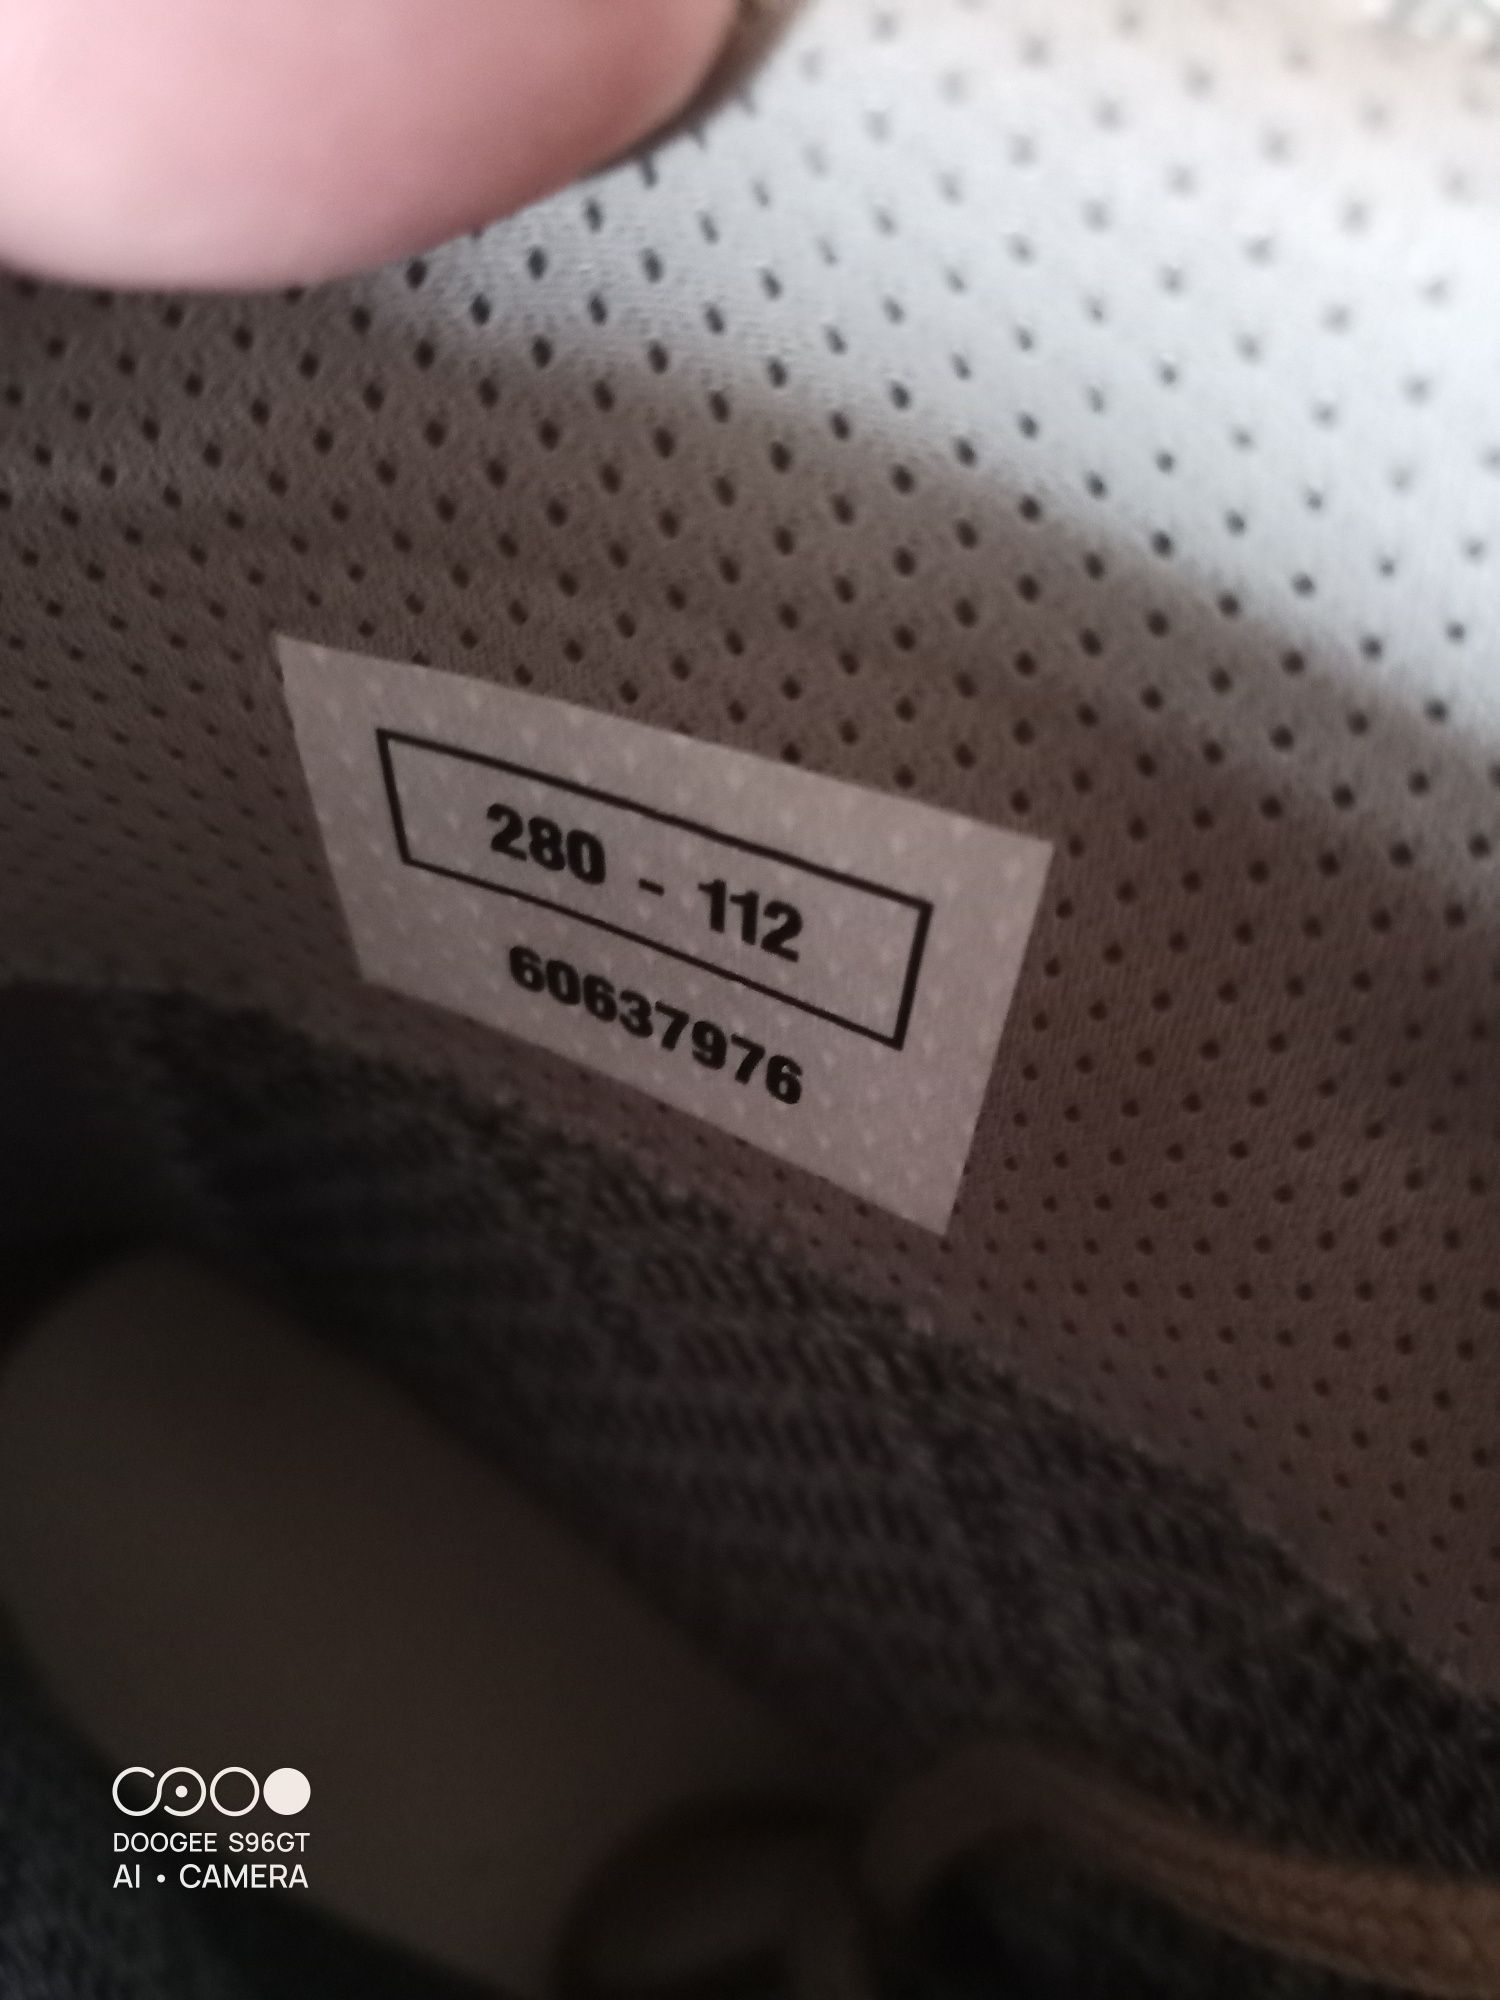 280 - 112
60637976
DOOGEE S96GT
AI • CAMERA